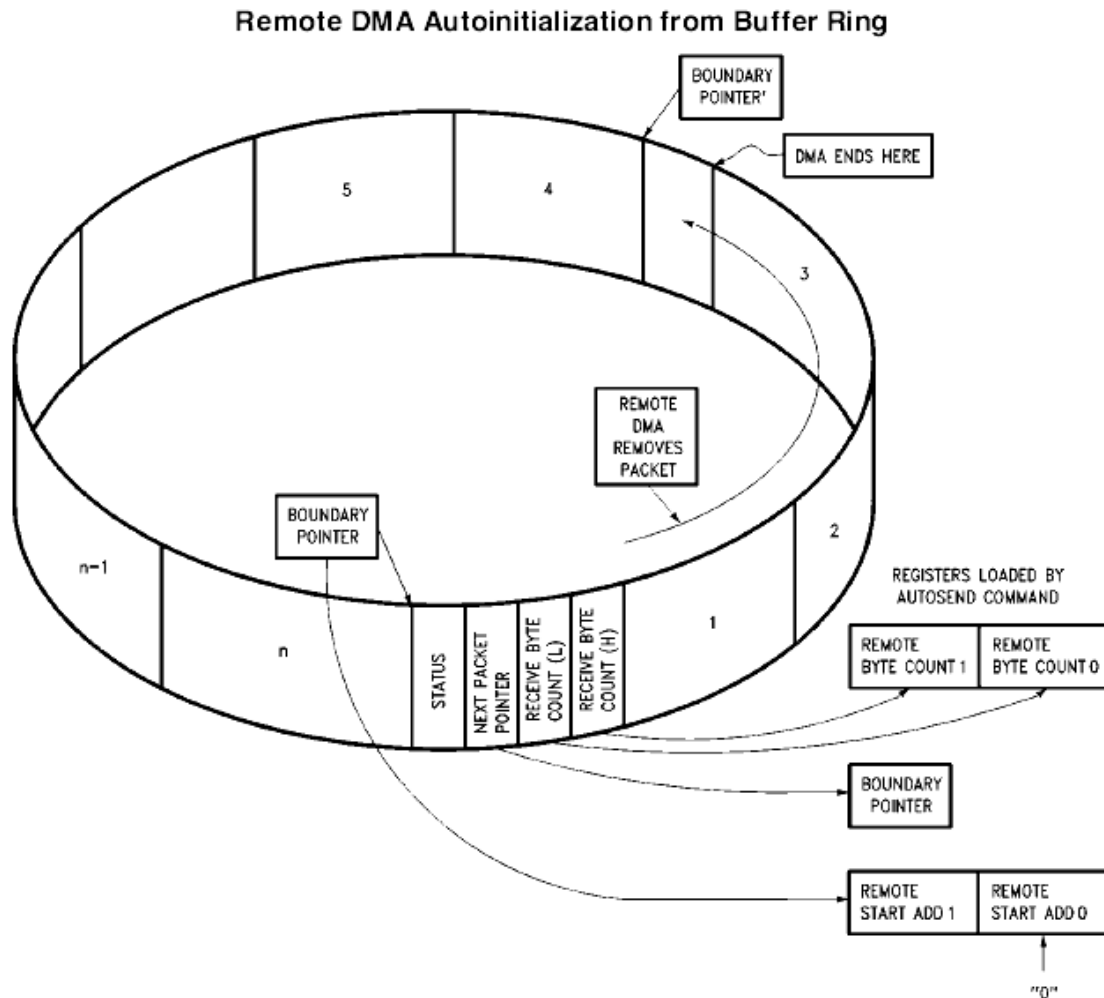 Remote DMA Autoinitialization from Buffer Ring
BOUNDARY
POINTER'
DMA ENDS HERE
5
4
3
REMOTE
DMA
REMOVES
PACKET
BOUNDARY
POINTER
2
n-1
n
STATUS
NEXT PACKET
POINTER
RECEIVE BYTE
COUNT (L)
RECEIVE BYTE
COUNT (H)
1
REGISTERS LOADED BY
AUTOSEND COMMAND
REMOTE
BYTE COUNT 1
REMOTE
BYTE COUNT 0
BOUNDARY
POINTER
REMOTE
START ADD 1
REMOTE
START ADD 0
"0"